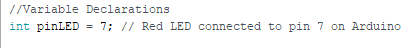 //Variable Declarations
int pinLED = 7; // Red LED connected to pin 7 on Arduino